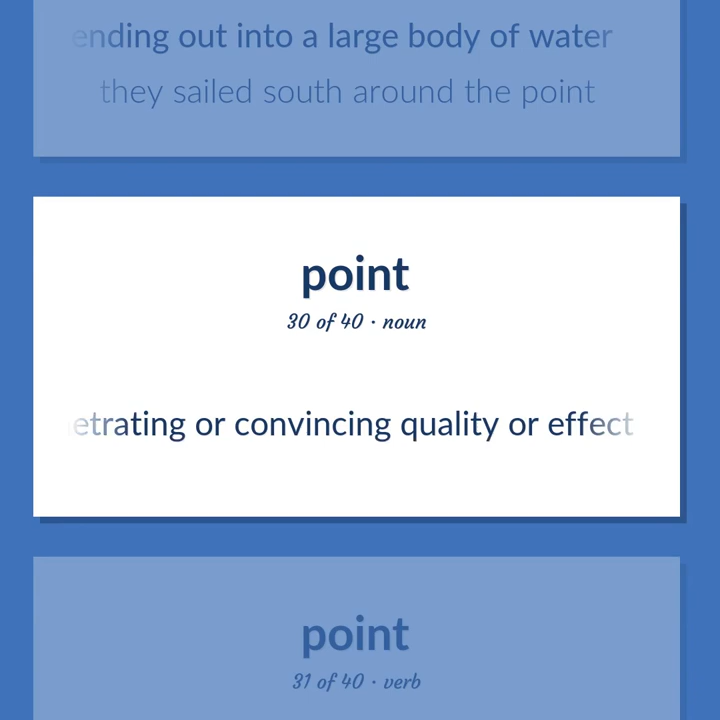 ending out into a large body of water
they sailed south around the point
point
30 of 40 · noun
etrating or convincing quality or effect
point
31 of 40 · verb